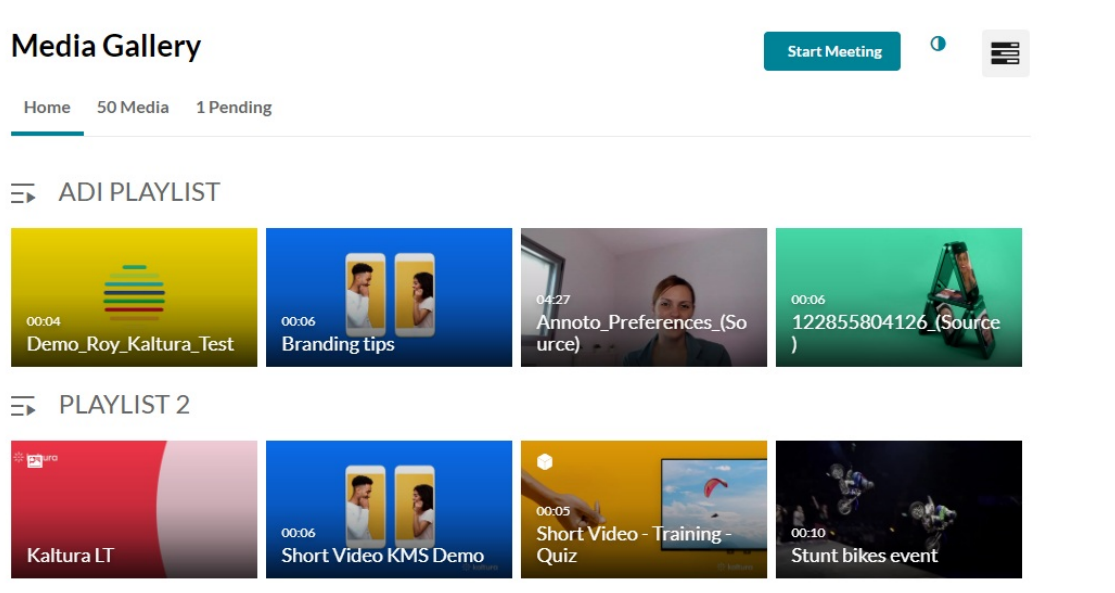 Media Gallery
Start Meeting
Home 50 Media 1 Pending
ADI PLAYLIST
00:04
Demo_Roy_Kaltura_Test
00:06
Branding tips
04:27
Annoto_Preferences_(So
urce)
00:06
122855804126_(Source
)
PLAYLIST 2
Kaltura LT
00:06
Short Video KMS Demo
kaltura
00:05
Short Video - Training -
Quiz
kaltura
00:10
Stunt bikes event